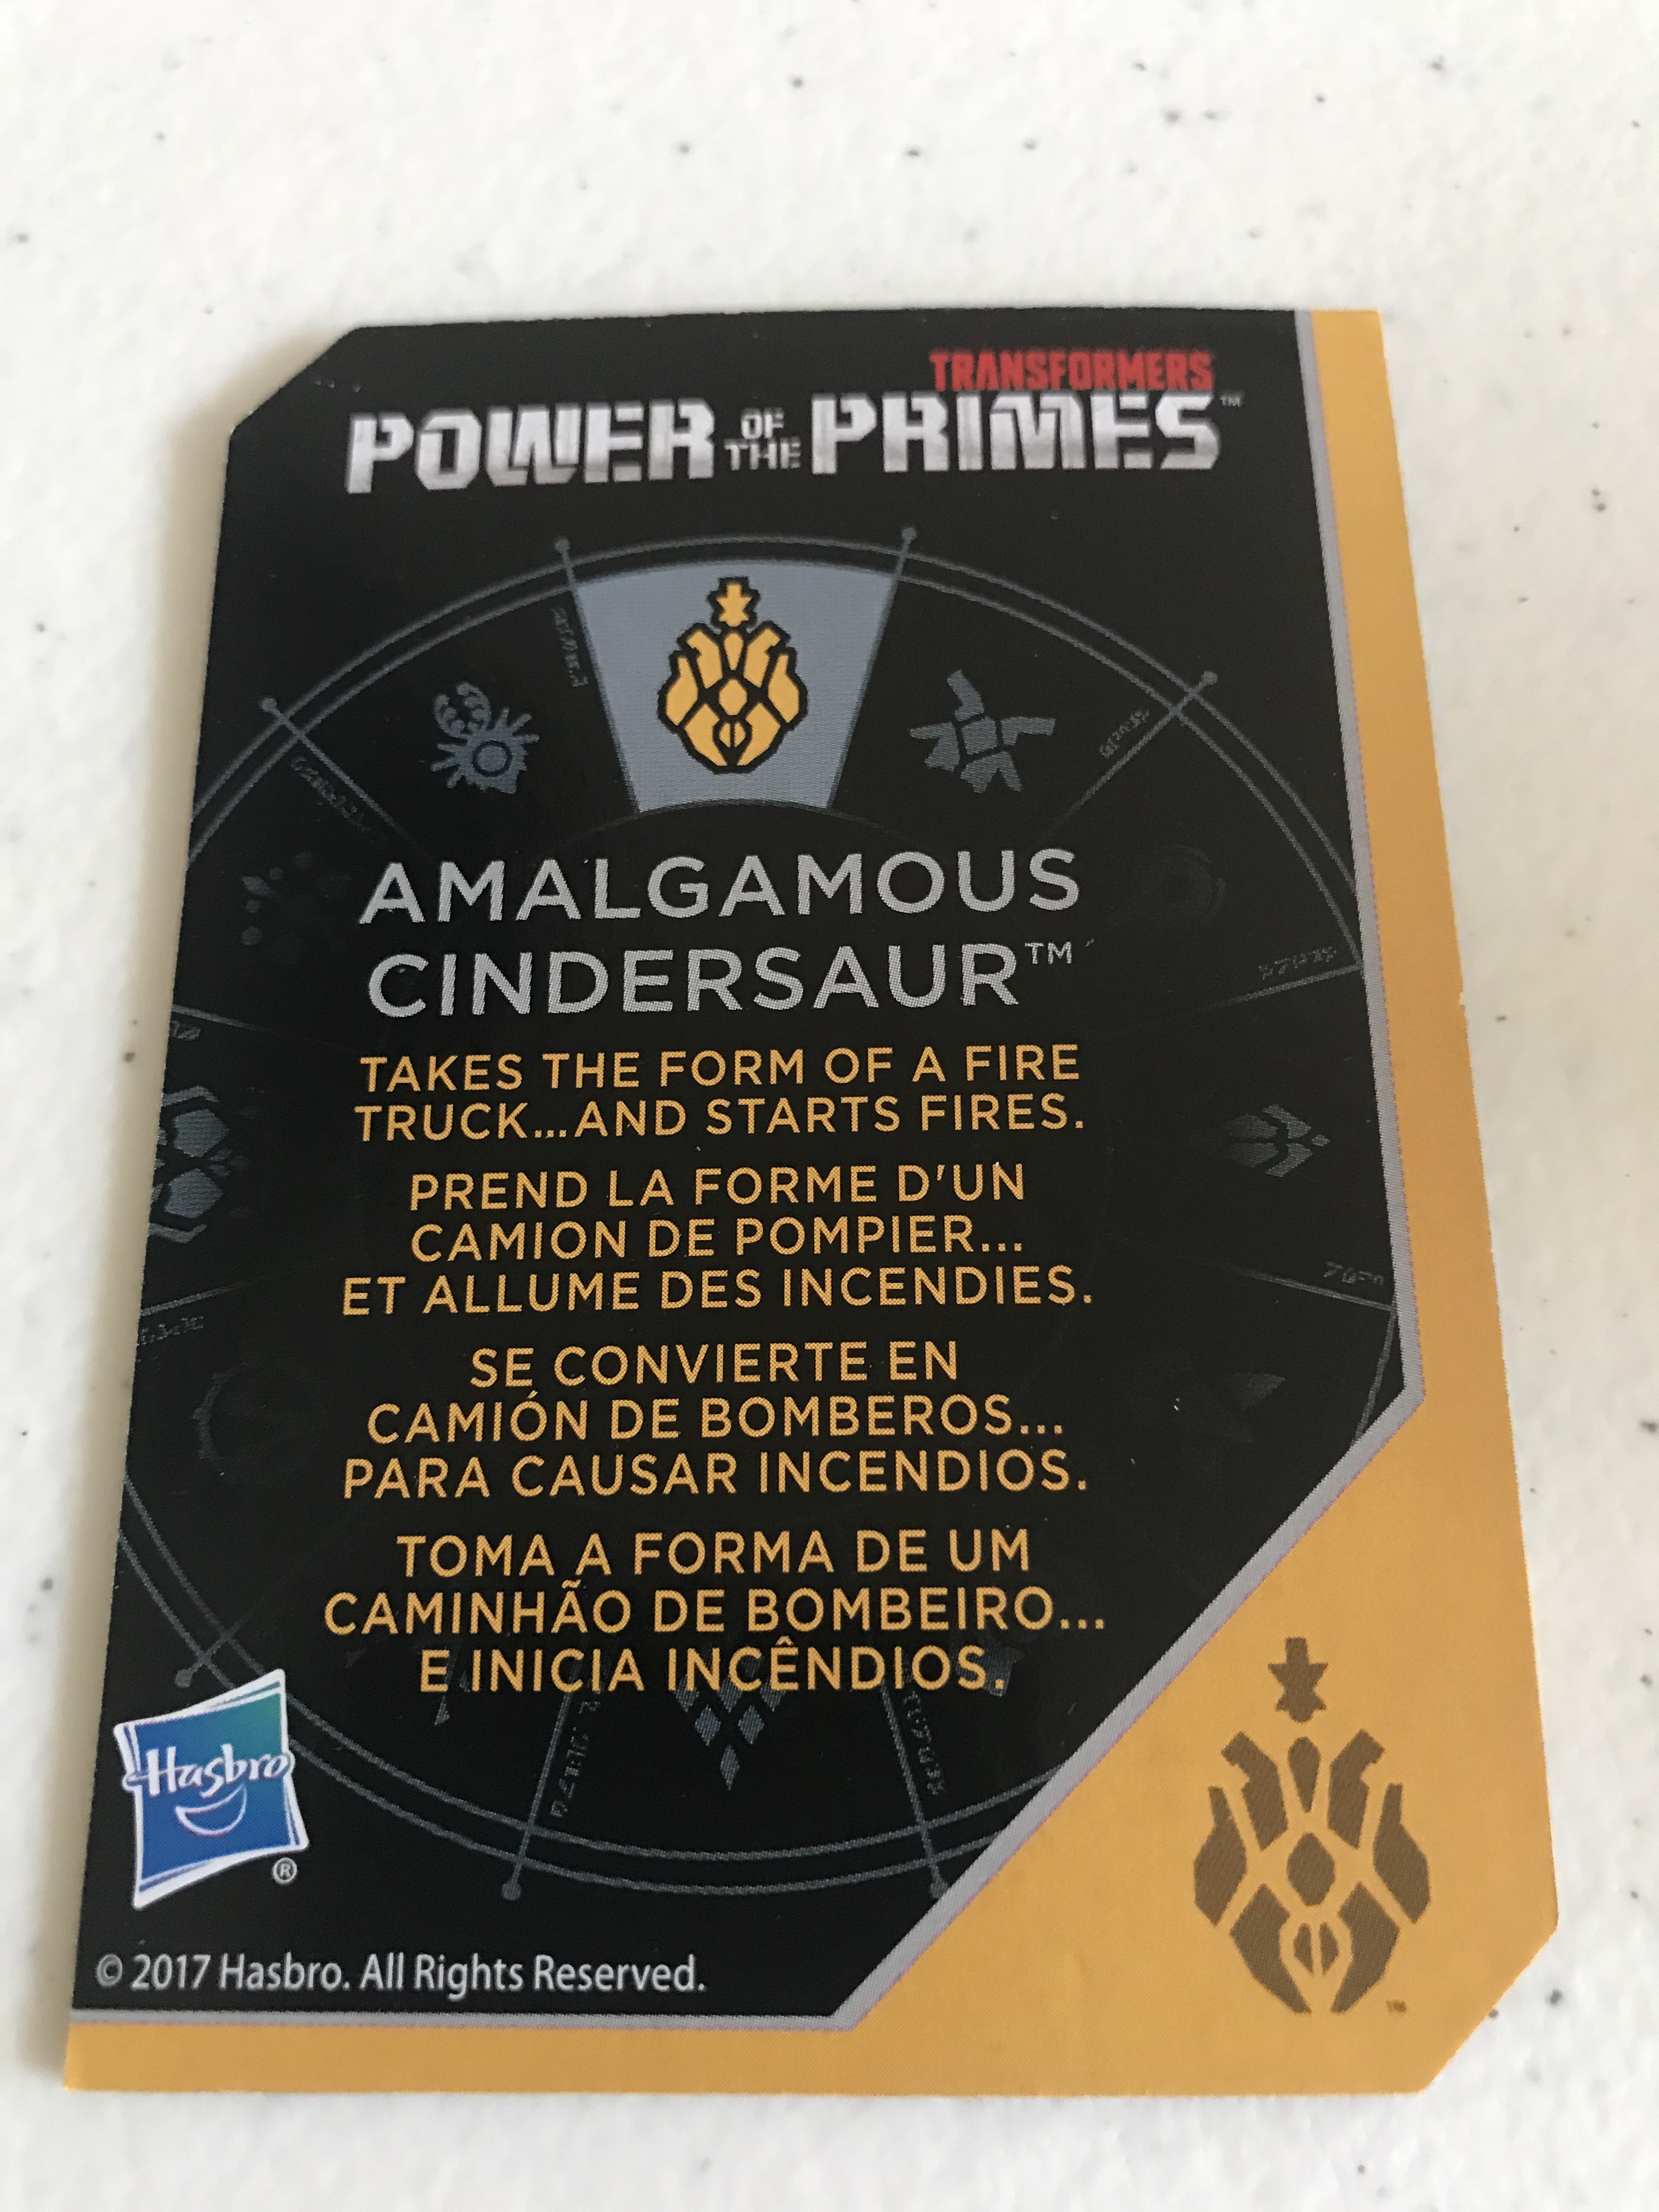 TRANSFORMERS
POWER OF THE PRIMES™
AMALGAMOUS
CINDERSAUR™
TAKES THE FORM OF A FIRE
TRUCK...AND STARTS FIRES.
PREND LA FORME D'UN
CAMION DE POMPIER...
ET ALLUME DES INCENDIES.
SE CONVIERTE EN
CAMIÓN DE BOMBEROS...
PARA CAUSAR INCENDIOS.
TOMA A FORMA DE UM
CAMINHÃO DE BOMBEIRO...
E INICIA INCÊNDIOS.
Hasbro
®
© 2017 Hasbro. All Rights Reserved.
™